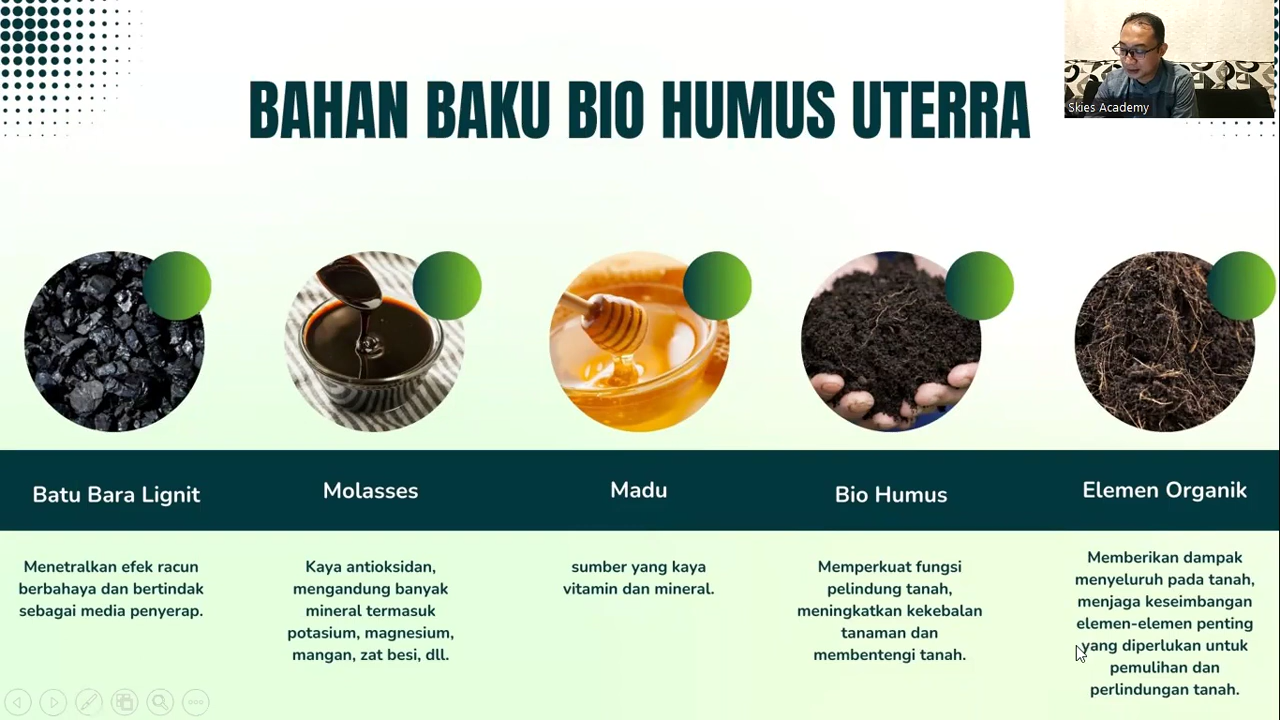 BAHAN BAKU BIO HUMUS UTERRA
Skies Academy
Batu Bara Lignit
Menetralkan efek racun
berbahaya dan bertindak
sebagai media penyerap.
Molasses
Kaya antioksidan,
mengandung banyak
mineral termasuk
potasium, magnesium,
mangan, zat besi, dll.
Madu
sumber yang kaya
vitamin dan mineral.
Bio Humus
Memperkuat fungsi
pelindung tanah,
meningkatkan kekebalan
tanaman dan
membentengi tanah.
Elemen Organik
Memberikan dampak
menyeluruh pada tanah,
menjaga keseimbangan
elemen-elemen penting
yang diperlukan untuk
pemulihan dan
perlindungan tanah.